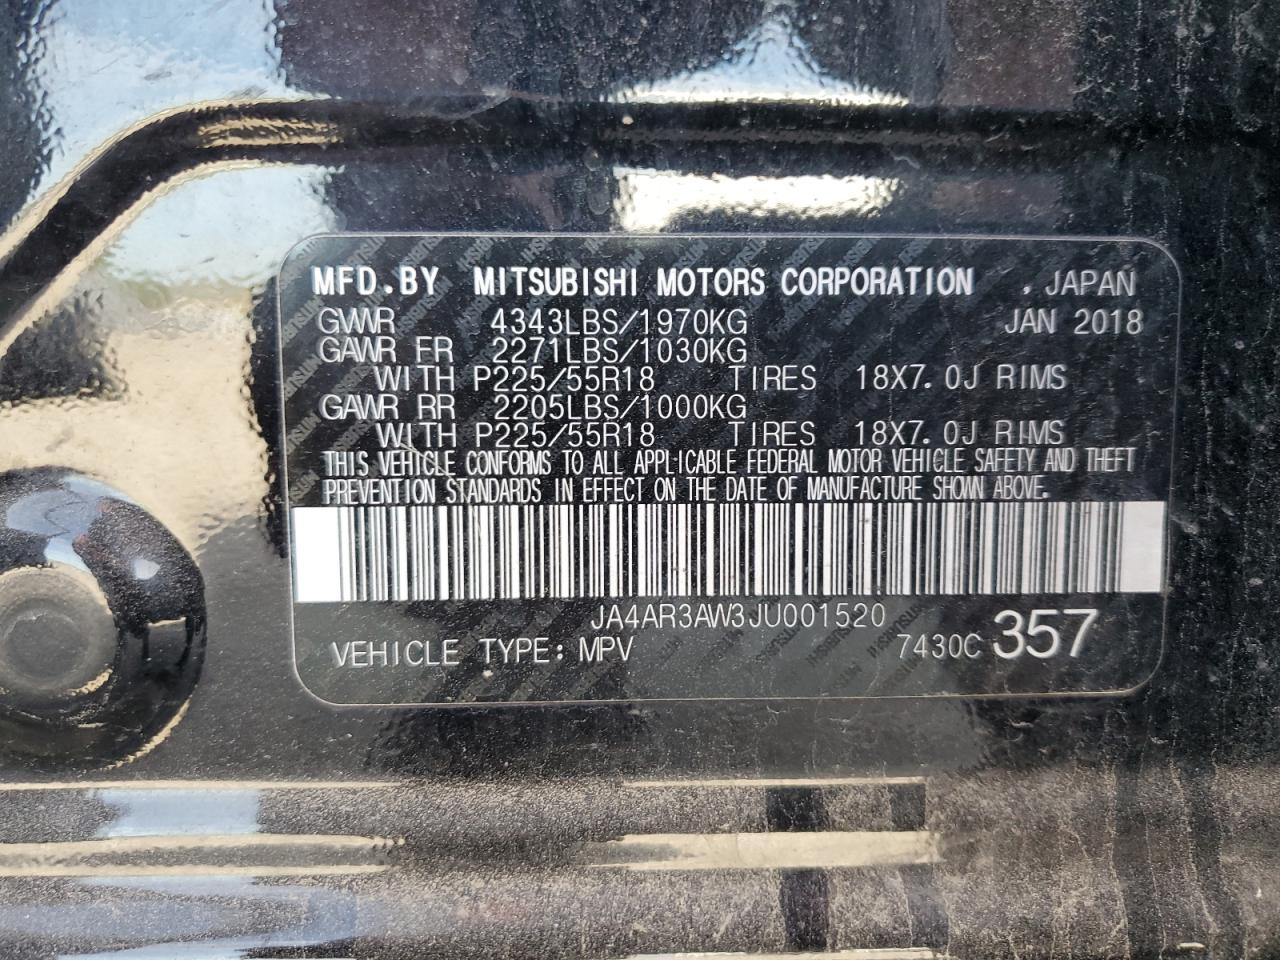 MFD.BY MITSUBISHI MOTORS CORPORATION . JAPAN
GVWR 4343LBS/1970KG JAN 2018
GAWR FR 2271LBS/1030KG
WITH P225/55R18 TIRES 18X7.0J RIMS
GAWR RR 2205LBS/1000KG
WITH P225/55R18 TIRES 18X7.0J RIMS
THIS VEHICLE CONFORMS TO ALL APPLICABLE FEDERAL MOTOR VEHICLE SAFETY AND THEFT
PREVENTION STANDARDS IN EFFECT ON THE DATE OF MANUFACTURE SHOWN ABOVE.
JA4AR3AW3JU001520
VEHICLE TYPE: MPV 7430C 357